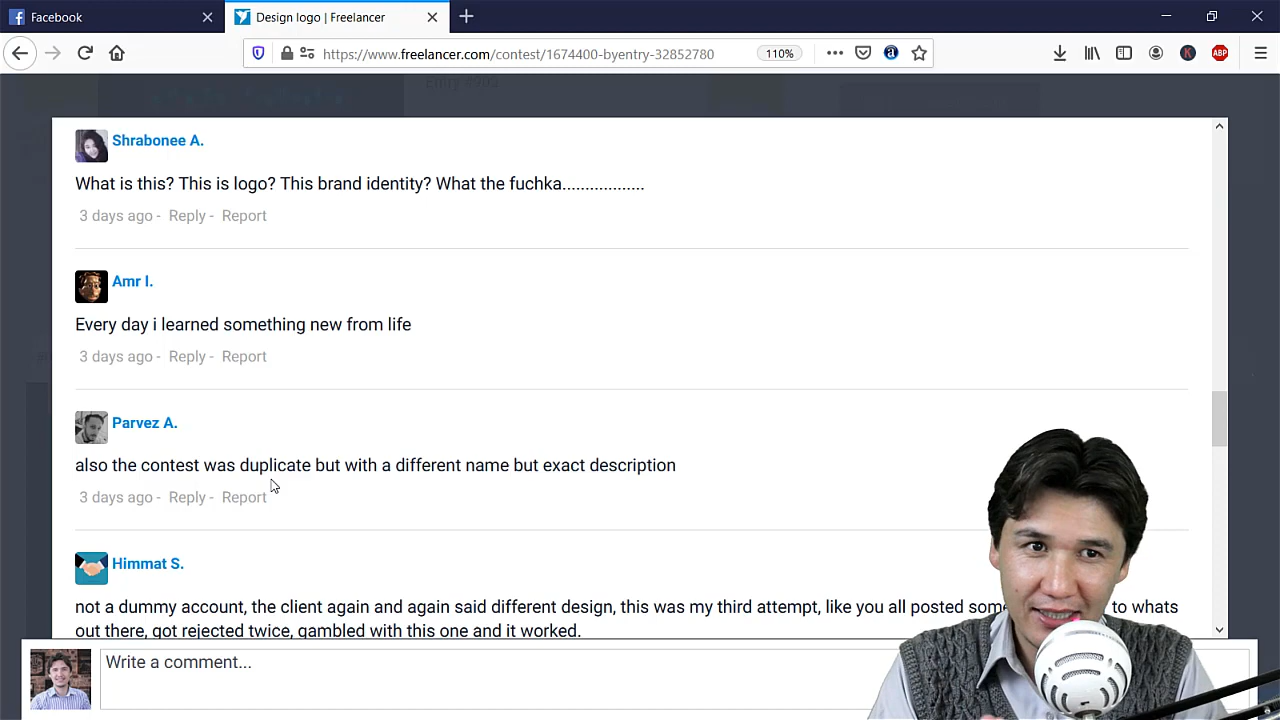 Facebook
Design logo | Freelancer
https://www.freelancer.com/contest/1674400-byentry-32852780
110%
ABP
Shrabonee A.
What is this? This is logo? This brand identity? What the fuchka..................
3 days ago - Reply - Report
Amr I.
Every day i learned something new from life
3 days ago - Reply - Report
Parvez A.
also the contest was duplicate but with a different name but exact description
3 days ago - Reply - Report
Himmat S.
not a dummy account, the client again and again said different design, this was my third attempt, like you all posted to whats
out there, got rejected twice, gambled with this one and it worked.
Write a comment...